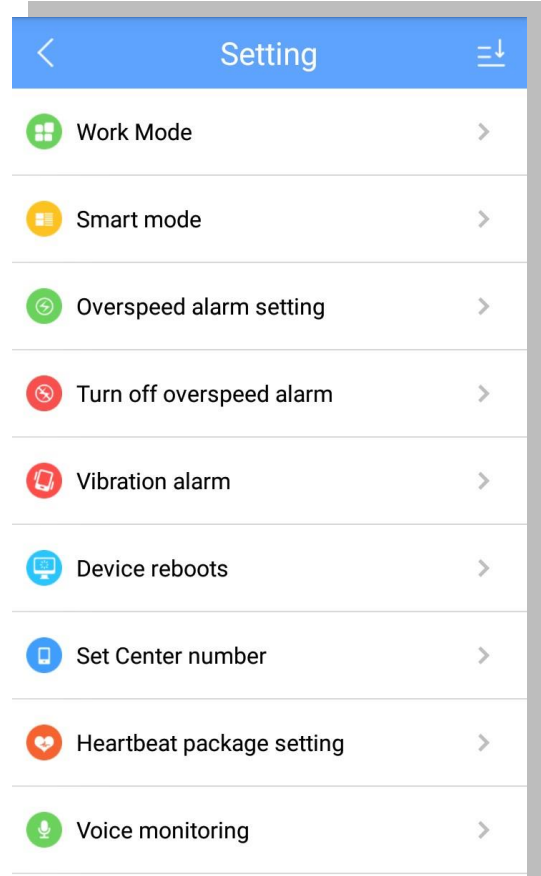 Setting
Work Mode
Smart mode
Overspeed alarm setting
Turn off overspeed alarm
Vibration alarm
Device reboots
Set Center number
Heartbeat package setting
Voice monitoring